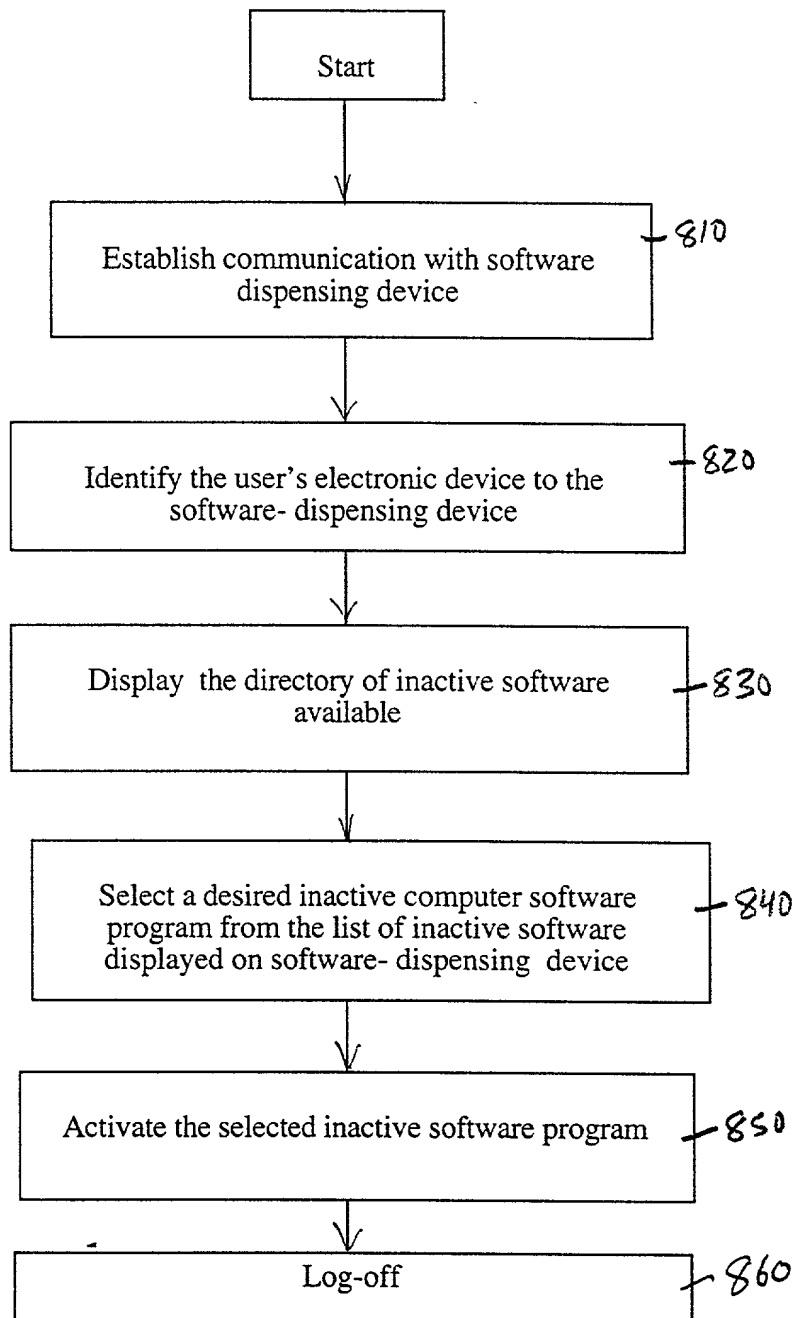 Start
Establish communication with software
dispensing device
810
Identify the user's electronic device to the
software- dispensing device
820
Display the directory of inactive software
available
830
Select a desired inactive computer software
program from the list of inactive software
displayed on software- dispensing device
840
Activate the selected inactive software program
850
Log-off
860